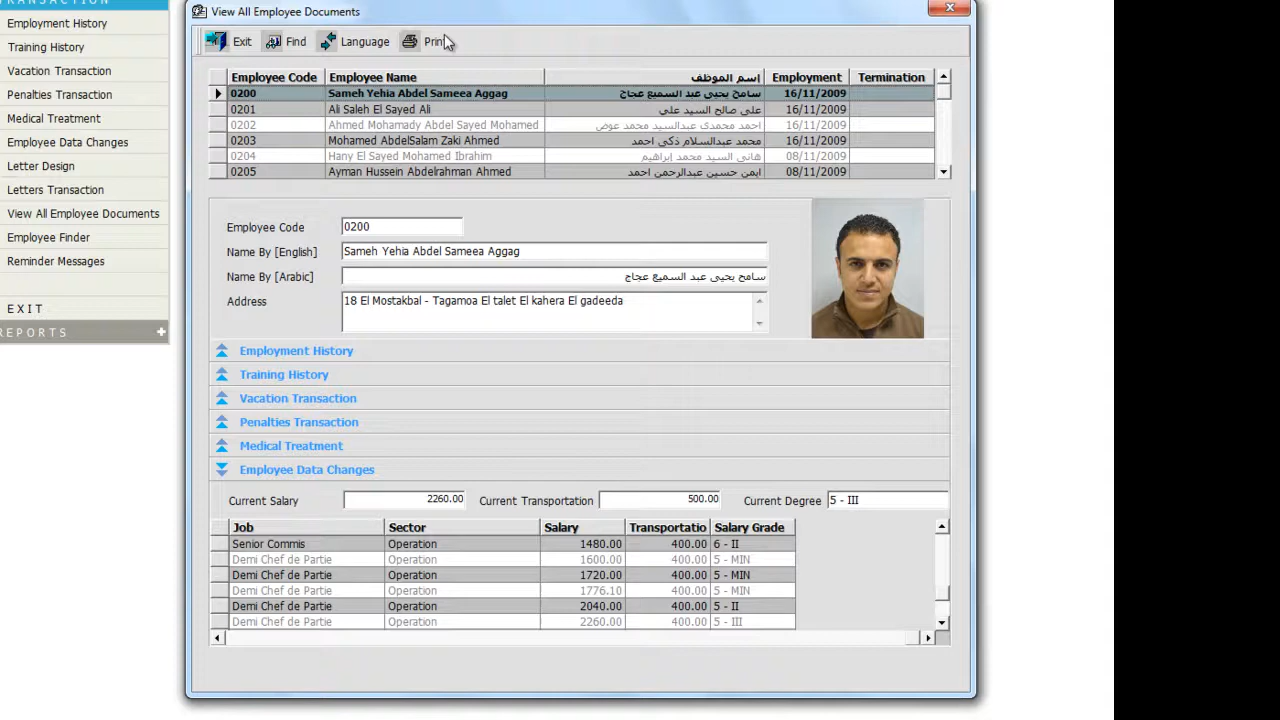 TRANSACTION
Employment History
Training History
Vacation Transaction
Penalties Transaction
Medical Treatment
Employee Data Changes
Letter Design
Letters Transaction
View All Employee Documents
Employee Finder
Reminder Messages
EXIT
REPORTS
View All Employee Documents
Exit Find Language Print
Employee Code Employee Name إسم الموظف Employment Termination
0200 Sameh Yehia Abdel Sameea Aggag سامح يحيى عبد السميع عجاج 16/11/2009
0201 Ali Saleh El Sayed Ali على صالح السيد على 16/11/2009
0202 Ahmed Mohamady Abdel Sayed Mohamed احمد محمدى عبدالسيد محمد عوض 16/11/2009
0203 Mohamed AbdelSalam Zaki Ahmed محمد عبدالسلام ذكى احمد 16/11/2009
0204 Hany El Sayed Mohamed Ibrahim هانى السيد محمد إبراهيم 08/11/2009
0205 Ayman Hussein Abdelrahman Ahmed ايمن حسين عبدالرحمن احمد 08/11/2009
Employee Code 0200
Name By [English] Sameh Yehia Abdel Sameea Aggag
Name By [Arabic] سامح يحيى عبد السميع عجاج
Address 18 El Mostakbal - Tagamoa El talet El kahera El gadeeda
Employment History
Training History
Vacation Transaction
Penalties Transaction
Medical Treatment
Employee Data Changes
Current Salary 2260.00 Current Transportation 500.00 Current Degree 5 - III
Job Sector Salary Transportatio Salary Grade
Senior Commis Operation 1480.00 400.00 6 - II
Demi Chef de Partie Operation 1600.00 400.00 5 - MIN
Demi Chef de Partie Operation 1720.00 400.00 5 - MIN
Demi Chef de Partie Operation 1776.10 400.00 5 - MIN
Demi Chef de Partie Operation 2040.00 400.00 5 - II
Demi Chef de Partie Operation 2260.00 400.00 5 - III